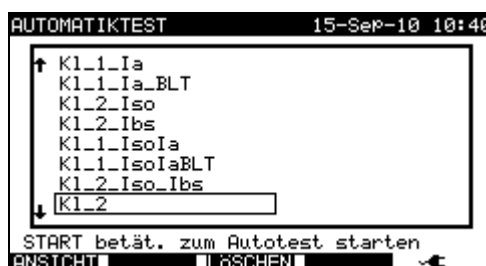 AUTOMATIKTEST 15-Sep-10 10:40
Kl_1_Ia
Kl_1_Ia_BLT
Kl_2_Iso
Kl_2_Ibs
Kl_1_IsoIa
Kl_1_IsoIaBLT
Kl_2_Iso_Ibs
Kl_2
START betät. zum Autotest starten
ANSICHT LÖSCHEN